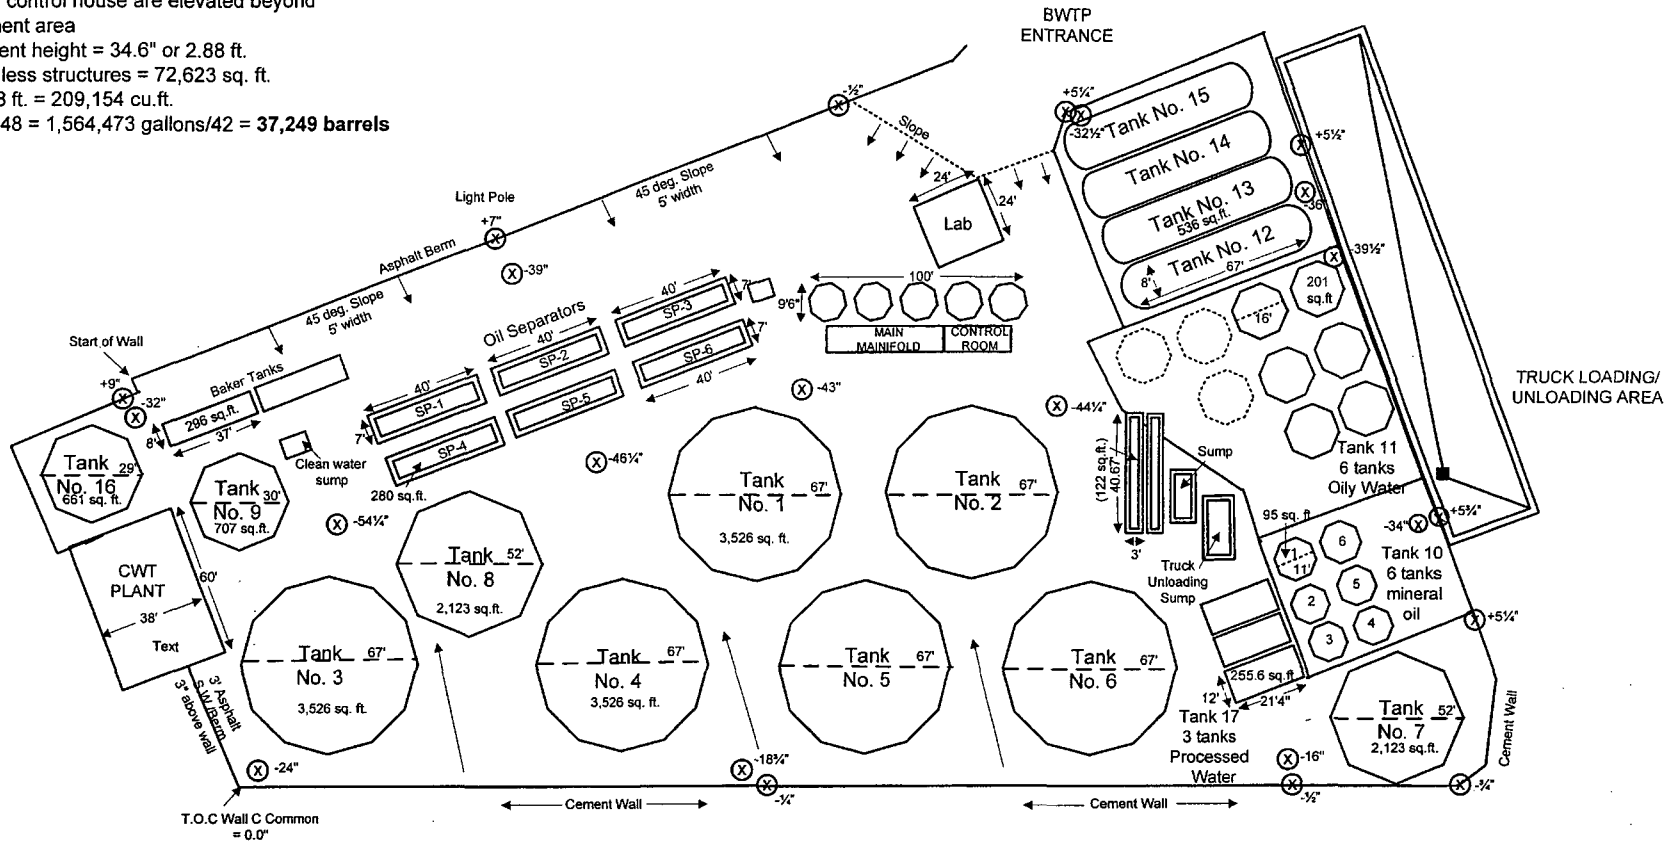 control house are elevated beyond
ent area
ent height = 34.6" or 2.88 ft.
less structures = 72,623 sq. ft.
ft. = 209,154 cu.ft.
48 = 1,564,473 gallons/42 = 37,249 barrels
BWTP
ENTRANCE
-½"
Slope
+5¼"
-32½"
Tank No. 15
Tank No. 14
Tank No. 13
536 sq.ft.
Tank No. 12
8'
67'
+5½"
-36"
-39½"
24'
24'
Lab
45 deg. Slope
5' width
Light Pole
+7"
Asphalt Berm
-39"
45 deg. Slope
5' width
Start of Wall
+9"
-32"
Baker Tanks
296 sq.ft.
8'
37'
Clean water
sump
Oil Separators
40'
SP-1
7'
40'
SP-2
40'
SP-3
7'
SP-4
280 sq.ft.
SP-5
SP-6
7'
40'
100'
9'6"
MAIN
MAINIFOLD
CONTROL
ROOM
-43"
-44¼"
-46¼"
-54¼"
201
sq.ft
16'
Tank 11
6 tanks
Oily Water
TRUCK LOADING/
UNLOADING AREA
Tank 29'
No. 16
661 sq. ft.
Tank 30'
No. 9
707 sq.ft.
CWT
PLANT
60'
38'
Text
Tank 52'
No. 8
2,123 sq.ft.
Tank 67'
No. 1
3,526 sq. ft.
Tank 67'
No. 2
(122 sq.ft.)
40.67'
3'
Sump
Truck
Unloading
Sump
95 sq. ft
1
11'
2
3
4
5
6
-34"
+5¾"
Tank 10
6 tanks
mineral
oil
+5¼"
Tank 67'
No. 3
3,526 sq. ft.
Tank 67'
No. 4
3,526 sq. ft.
Tank 67'
No. 5
Tank 67'
No. 6
255.6 sq.ft
12'
21'4"
Tank 17
3 tanks
Processed
Water
Tank 52'
No. 7
2,123 sq.ft.
Cement Wall
3' Asphalt
S.W./Berm
3" above wall
-24"
-18¾"
-¼"
-16"
-½"
-¾"
Cement Wall
Cement Wall
T.O.C Wall C Common
= 0.0"